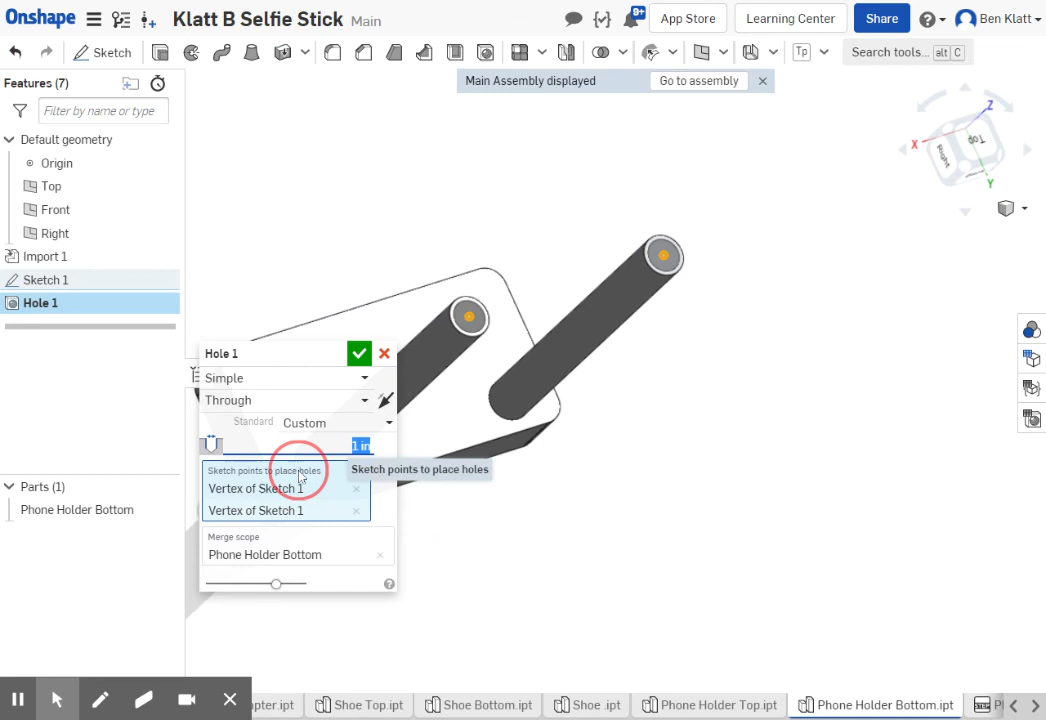 Onshape Klatt B Selfie Stick Main 9+ App Store Learning Center Share Ben Klatt
Sketch Tp Search tools... alt C
Features (7) Main Assembly displayed Go to assembly
Filter by name or type
Default geometry
Origin
Top
Front
Right
Import 1
Sketch 1
Hole 1
Z
Top
X
Right
Y
Hole 1
Simple
Through
Standard Custom
1 in
Sketch points to place holes
Sketch points to place holes
Vertex of Sketch 1
Vertex of Sketch 1
Merge scope
Phone Holder Bottom
Parts (1)
Phone Holder Bottom
apter.ipt Shoe Top.ipt Shoe Bottom.ipt Shoe .ipt Phone Holder Top.ipt Phone Holder Bottom.ipt